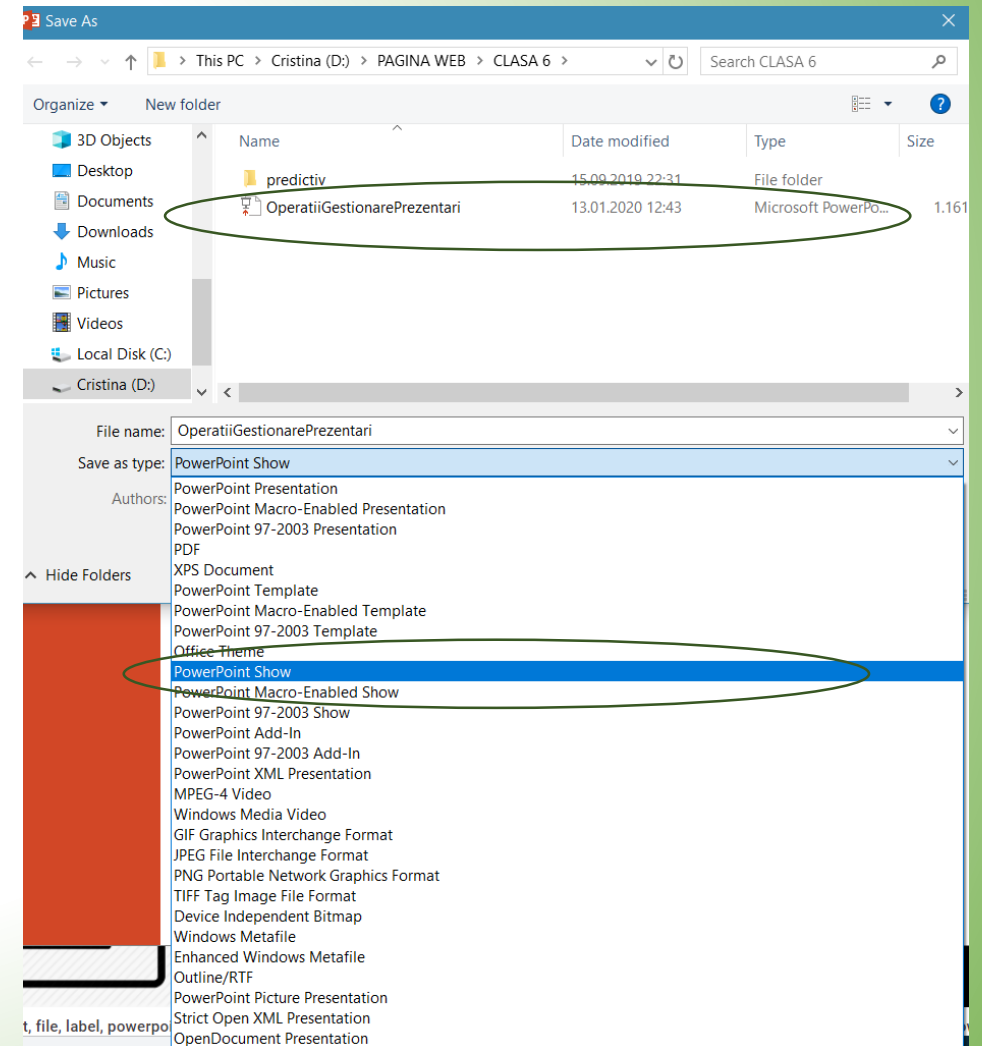 Save As
This PC > Cristina (D:) > PAGINA WEB > CLASA 6 >
Search CLASA 6
Organize
New folder
3D Objects
Desktop
Documents
Downloads
Music
Pictures
Videos
Local Disk (C:)
Cristina (D:)
Name Date modified Type Size
predictiv 15.09.2019 22:31 File folder
OperatiiGestionarePrezentari 13.01.2020 12:43 Microsoft PowerPo... 1.161
File name: OperatiiGestionarePrezentari
Save as type: PowerPoint Show
Authors:
Hide Folders
PowerPoint Presentation
PowerPoint Macro-Enabled Presentation
PowerPoint 97-2003 Presentation
PDF
XPS Document
PowerPoint Template
PowerPoint Macro-Enabled Template
PowerPoint 97-2003 Template
Office Theme
PowerPoint Show
PowerPoint Macro-Enabled Show
PowerPoint 97-2003 Show
PowerPoint Add-In
PowerPoint 97-2003 Add-In
PowerPoint XML Presentation
MPEG-4 Video
Windows Media Video
GIF Graphics Interchange Format
JPEG File Interchange Format
PNG Portable Network Graphics Format
TIFF Tag Image File Format
Device Independent Bitmap
Windows Metafile
Enhanced Windows Metafile
Outline/RTF
PowerPoint Picture Presentation
Strict Open XML Presentation
OpenDocument Presentation
t, file, label, powerpo